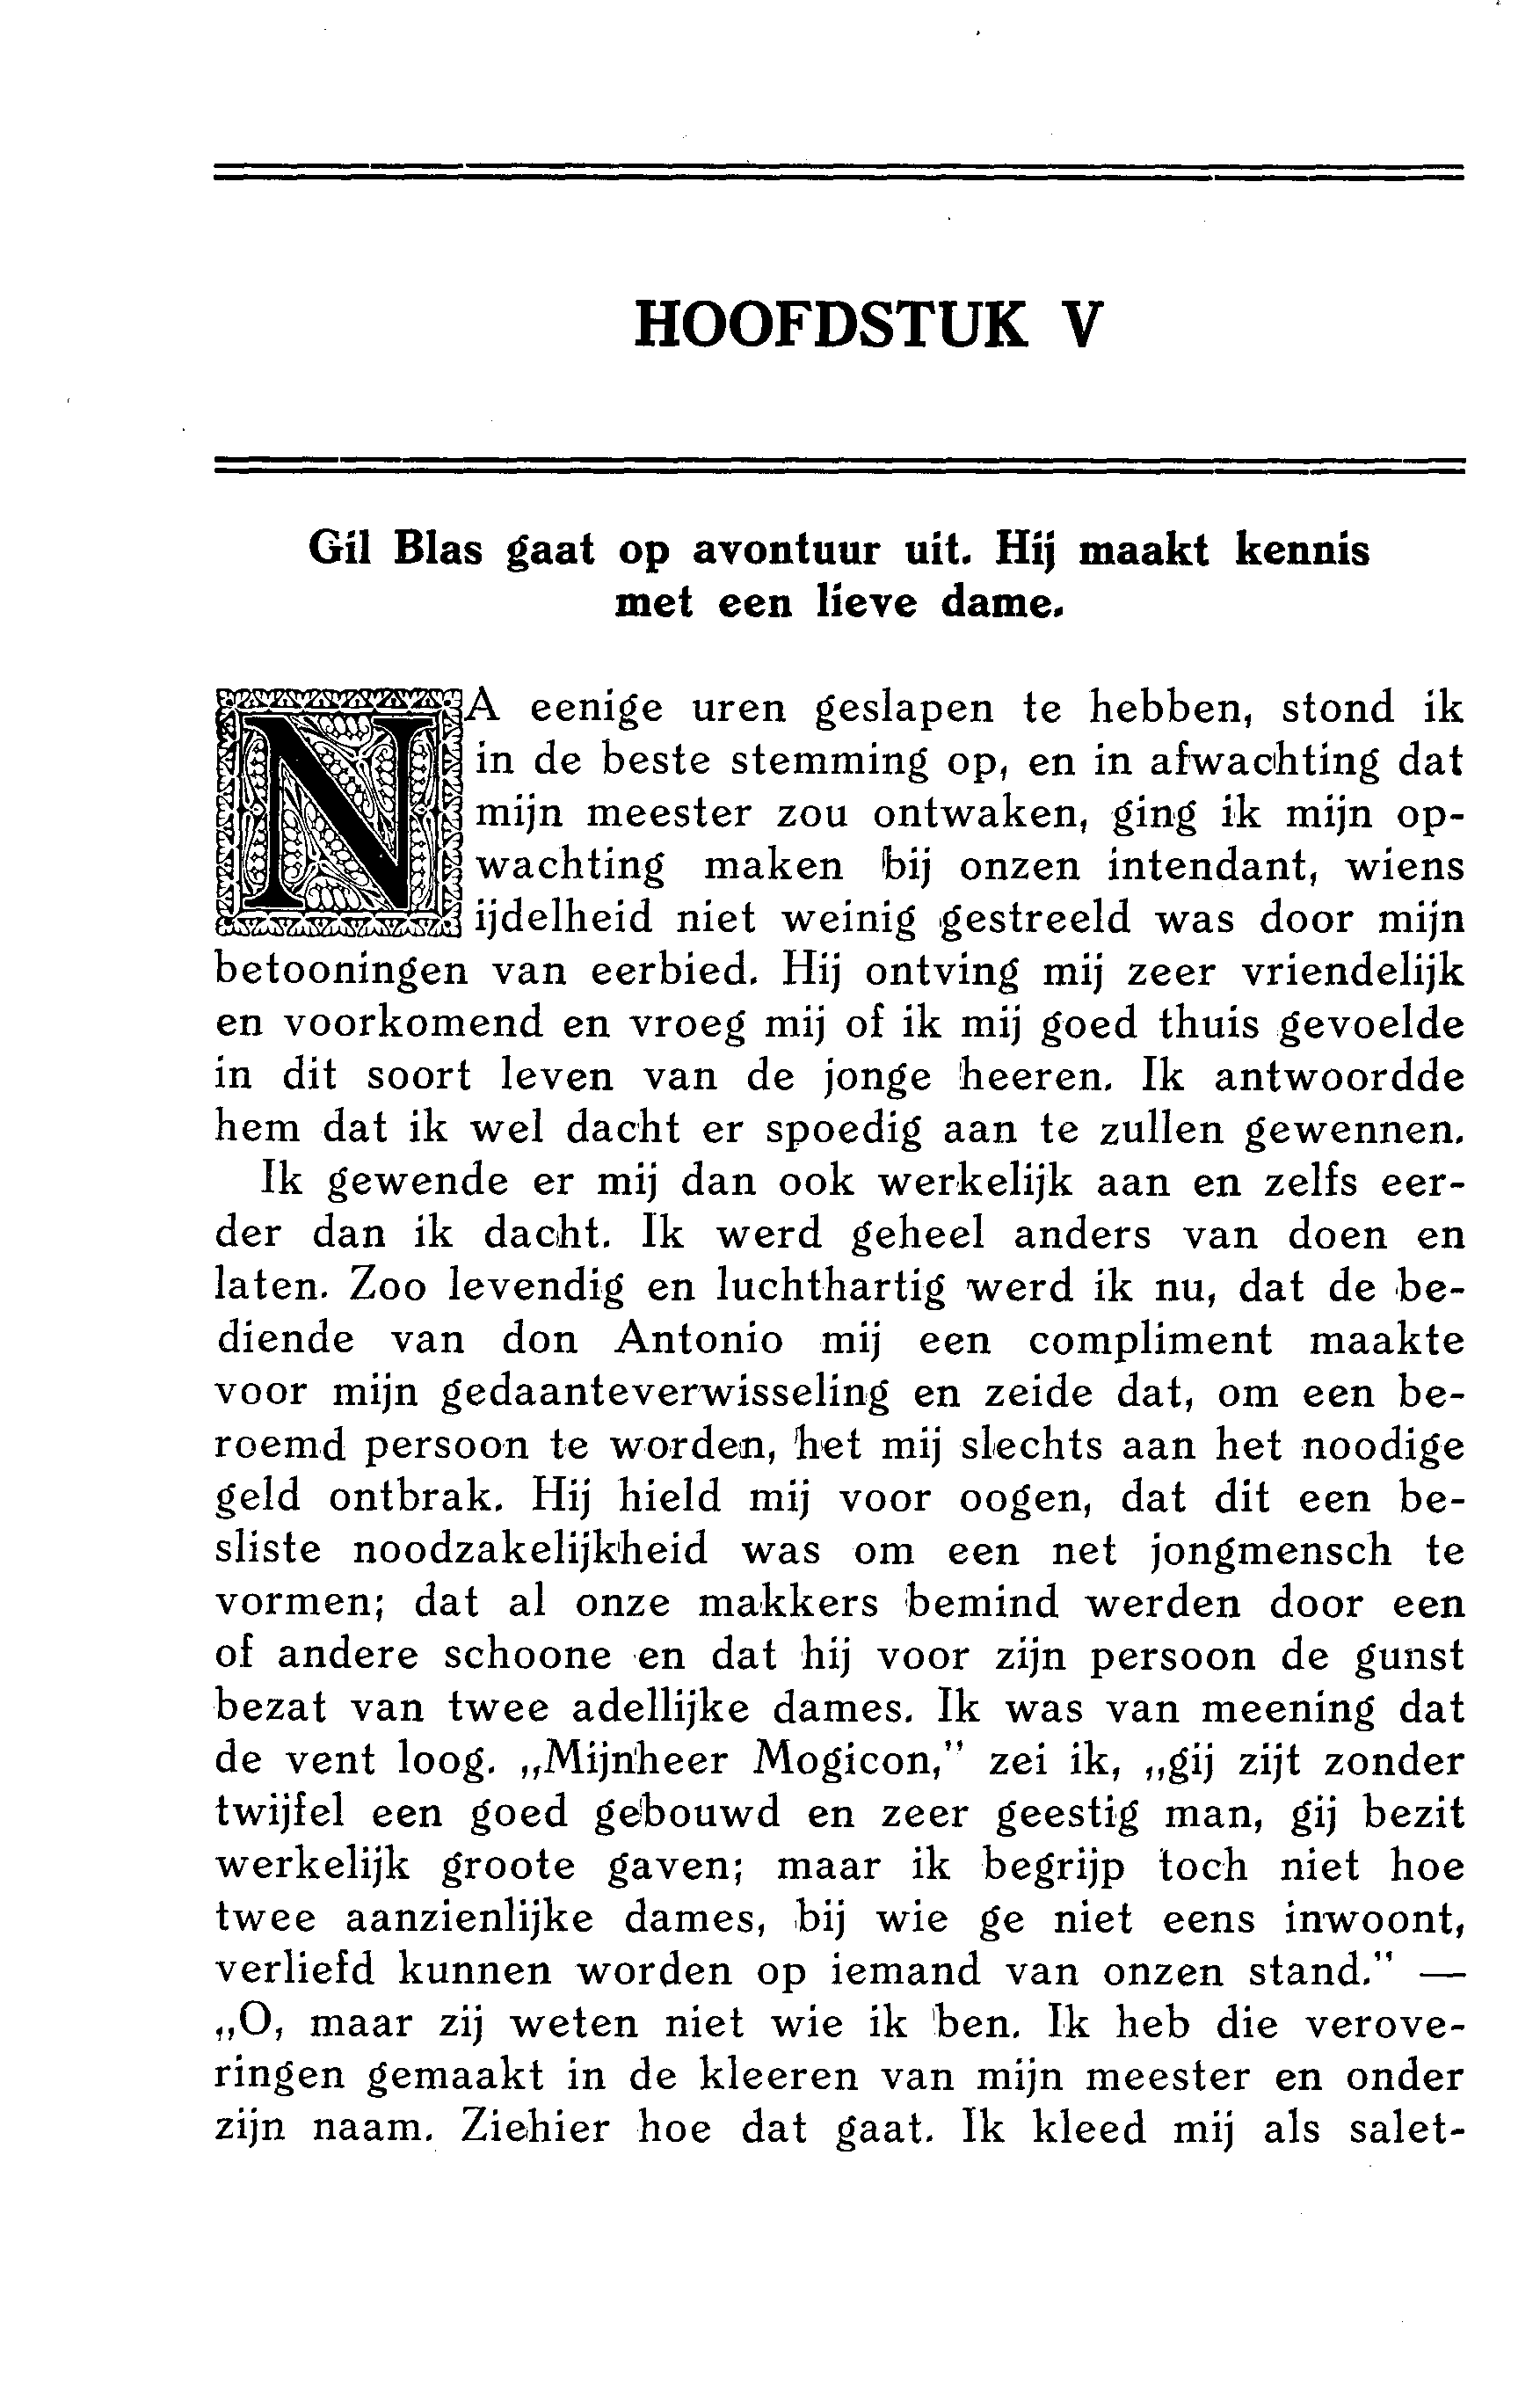 HOOFDSTUK V
Gil Blas gaat op avontuur uit. Hij maakt kennis
met een lieve dame.
NA eenige uren geslapen te hebben, stond ik
in de beste stemming op, en in afwachting dat
mijn meester zou ontwaken, ging ik mijn op-
wachting maken bij onzen intendant, wiens
ijdelheid niet weinig gestreeld was door mijn
betooningen van eerbied. Hij ontving mij zeer vriendelijk
en voorkomend en vroeg mij of ik mij goed thuis gevoelde
in dit soort leven van de jonge heeren. Ik antwoordde
hem dat ik wel dacht er spoedig aan te zullen gewennen.
Ik gewende er mij dan ook werkelijk aan en zelfs eer-
der dan ik dacht. Ik werd geheel anders van doen en
laten. Zoo levendig en luchthartig werd ik nu, dat de be-
diende van don Antonio mij een compliment maakte
voor mijn gedaanteverwisseling en zeide dat, om een be-
roemd persoon te worden, het mij slechts aan het noodige
geld ontbrak. Hij hield mij voor oogen, dat dit een be-
sliste noodzakelijkheid was om een net jongmensch te
vormen; dat al onze makkers bemind werden door een
of andere schoone en dat hij voor zijn persoon de gunst
bezat van twee adellijke dames. Ik was van meening dat
de vent loog. „Mijnheer Mogicon,” zei ik, „gij zijt zonder
twijfel een goed gebouwd en zeer geestig man, gij bezit
werkelijk groote gaven; maar ik begrijp toch niet hoe
twee aanzienlijke dames, bij wie ge niet eens inwoont,
verliefd kunnen worden op iemand van onzen stand.” —
„O, maar zij weten niet wie ik ben. Ik heb die verove-
ringen gemaakt in de kleeren van mijn meester en onder
zijn naam. Ziehier hoe dat gaat. Ik kleed mij als salet-